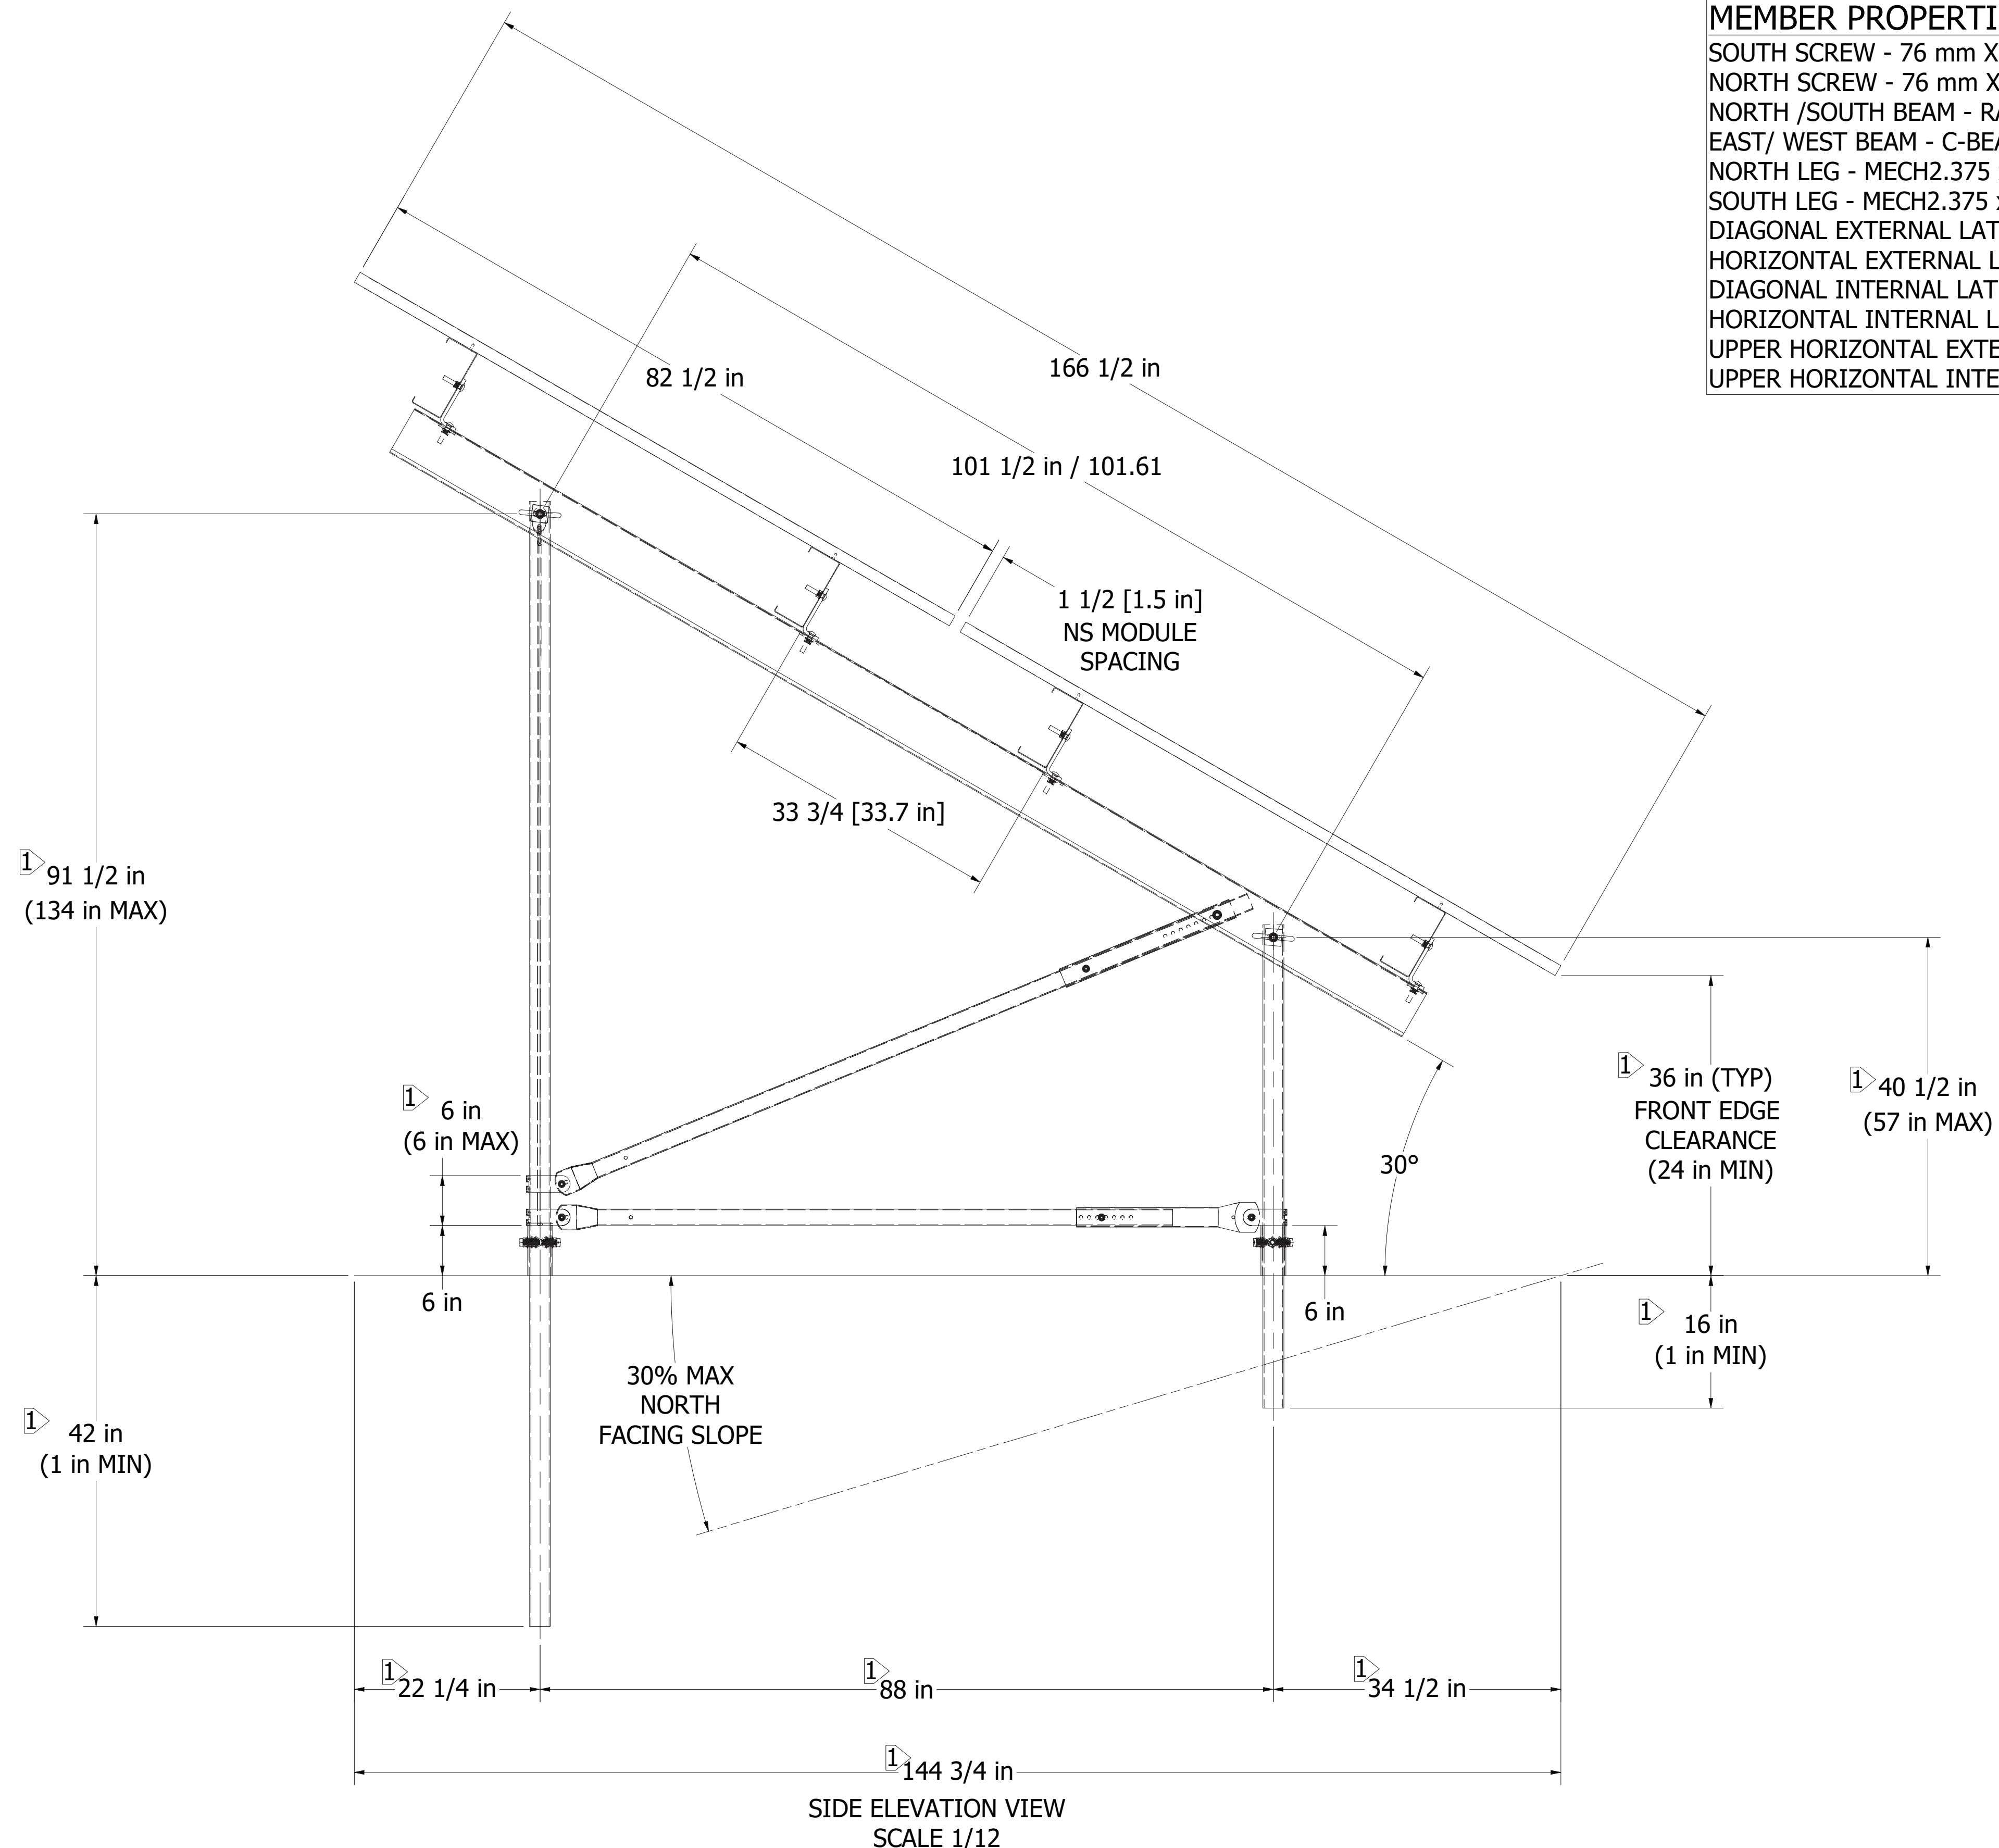 MEMBER PROPERTI
SOUTH SCREW - 76 mm X
NORTH SCREW - 76 mm X
NORTH /SOUTH BEAM - RA
EAST/ WEST BEAM - C-BEA
NORTH LEG - MECH2.375
SOUTH LEG - MECH2.375 x
DIAGONAL EXTERNAL LAT
HORIZONTAL EXTERNAL L
DIAGONAL INTERNAL LAT
HORIZONTAL INTERNAL L
UPPER HORIZONTAL EXTE
UPPER HORIZONTAL INTE
166 1/2 in
82 1/2 in
101 1/2 in / 101.61
1 1/2 [1.5 in]
NS MODULE
SPACING
33 3/4 [33.7 in]
1
91 1/2 in
(134 in MAX)
1
6 in
(6 in MAX)
6 in
1
36 in (TYP)
FRONT EDGE
CLEARANCE
(24 in MIN)
1
40 1/2 in
(57 in MAX)
30°
6 in
1
16 in
(1 in MIN)
30% MAX
NORTH
FACING SLOPE
1
42 in
(1 in MIN)
1
22 1/4 in
1
88 in
1
34 1/2 in
1
144 3/4 in
SIDE ELEVATION VIEW
SCALE 1/12